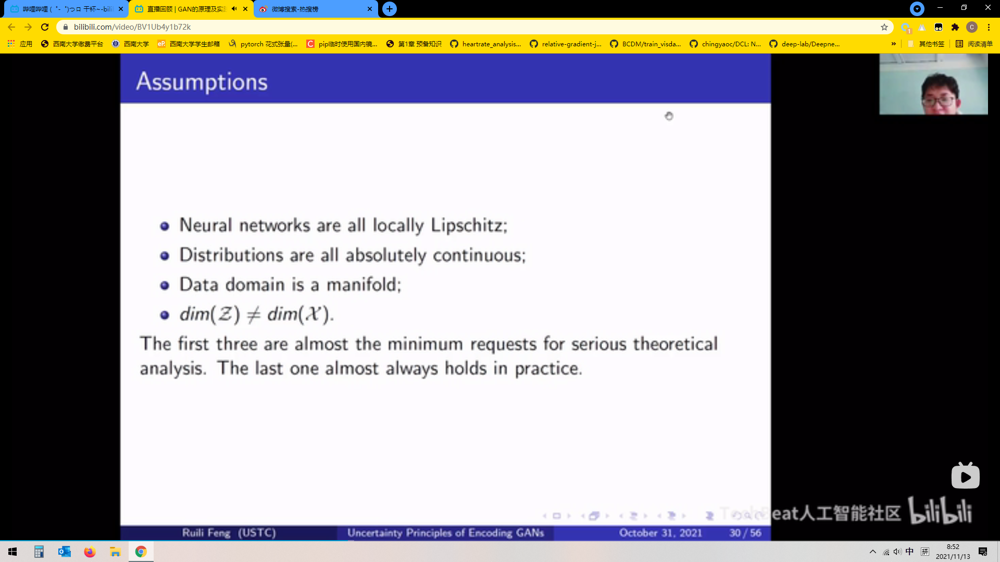 哔哩哔哩 (゜-゜)つロ 干杯~-bili
直播回顾 | GAN的原理及实践
微博搜索-热搜榜
bilibili.com/video/BV1Ub4y1b72k
应用
西南大学缴费平台
西南大学
西南大学学生邮箱
pytorch 花式张量(...
pip临时使用国内镜...
第1章 预备知识
heartrate_analysis...
relative-gradient-j...
BCDM/train_visda...
chingyaoc/DCL: N...
deep-lab/Deepne...
»
其他书签
阅读清单
Assumptions
Neural networks are all locally Lipschitz;
Distributions are all absolutely continuous;
Data domain is a manifold;
dim(𝒵) ≠ dim(𝒳).
The first three are almost the minimum requests for serious theoretical
analysis. The last one almost always holds in practice.
TechBeat人工智能社区 bilibili
Ruili Feng (USTC)
Uncertainty Principles of Encoding GANs
October 31, 2021
30 / 56
中
拼
8:52
2021/11/13